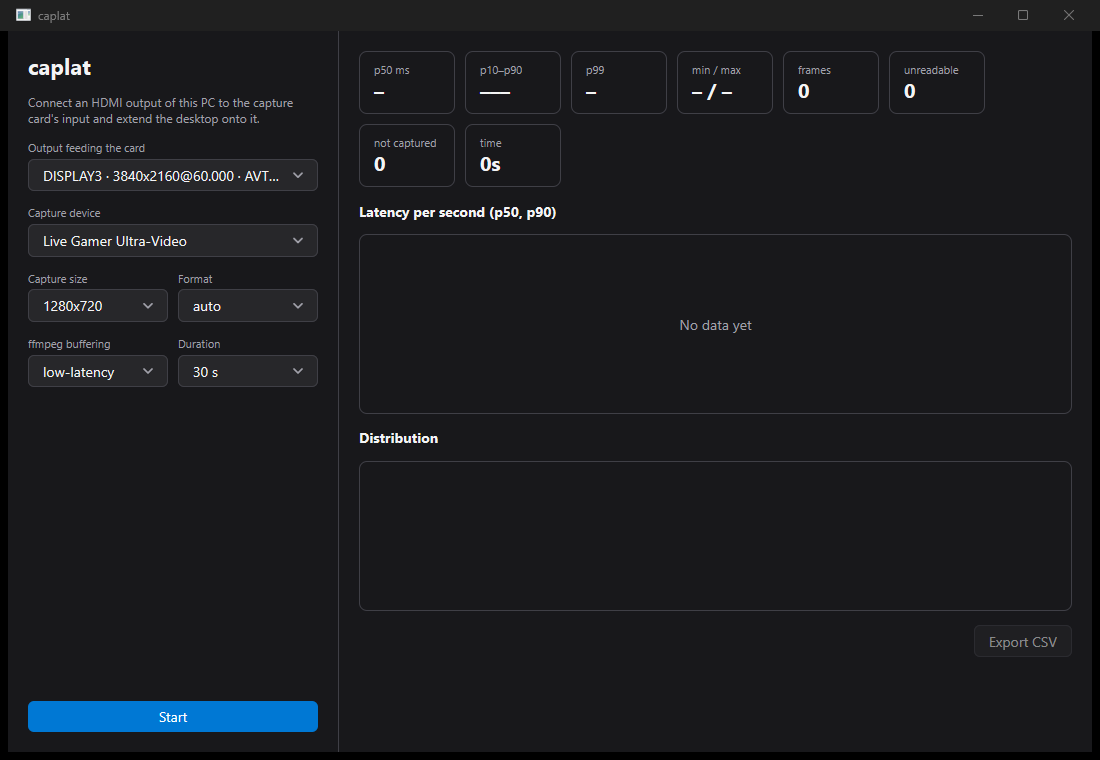 caplat
caplat
Connect an HDMI output of this PC to the capture
card's input and extend the desktop onto it.
Output feeding the card
DISPLAY3 · 3840x2160@60.000 · AVT...
Capture device
Live Gamer Ultra-Video
Capture size
Format
1280x720
auto
ffmpeg buffering
Duration
low-latency
30 s
Start
p50 ms
–
p10–p90
–––
p99
–
min / max
– / –
frames
0
unreadable
0
not captured
0
time
0s
Latency per second (p50, p90)
No data yet
Distribution
Export CSV